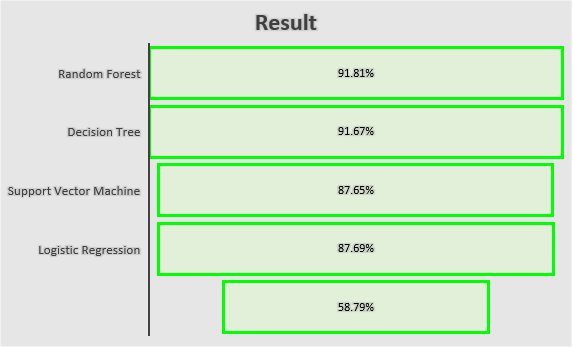 Result
Random Forest
91.81%
Decision Tree
91.67%
Support Vector Machine
87.65%
Logistic Regression
87.69%
58.79%